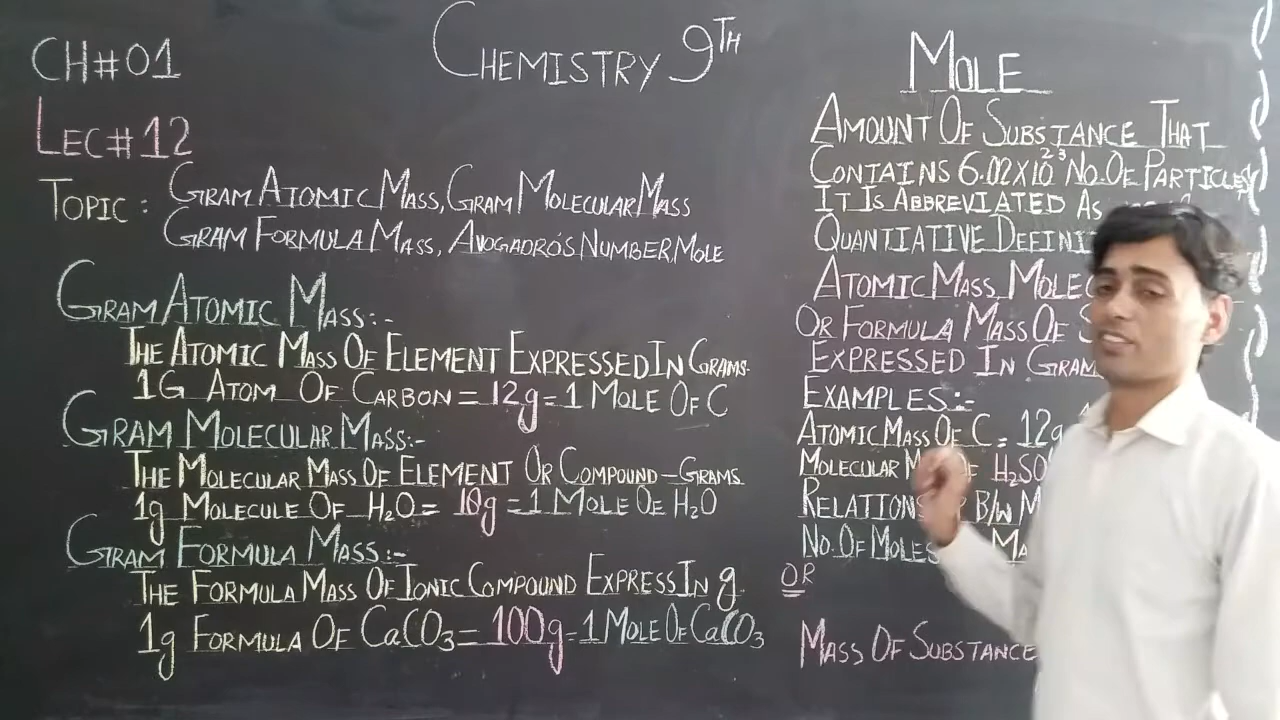 CHEMISTRY 9TH
CH#01
LEC#12
TOPIC: GRAM ATOMIC MASS, GRAM MOLECULAR MASS
GRAM FORMULA MASS, AVOGADRO'S NUMBER, MOLE
GRAM ATOMIC MASS:-
THE ATOMIC MASS OF ELEMENT EXPRESSED IN GRAMS.
1G ATOM OF CARBON = 12g = 1 MOLE OF C
GRAM MOLECULAR MASS:-
THE MOLECULAR MASS OF ELEMENT OR COMPOUND - GRAMS
1g MOLECULE OF H2O = 18g = 1 MOLE OF H2O
GRAM FORMULA MASS:-
THE FORMULA MASS OF IONIC COMPOUND EXPRESS IN g.
1g FORMULA OF CaCO3 = 100g = 1 MOLE OF CaCO3
MOLE
AMOUNT OF SUBSTANCE THAT
CONTAINS 6.02X10²³ NO. OF PARTICLES
IT IS ABBREVIATED AS
QUANTIATIVE
ATOMIC MASS,
OR FORMULA MASS OF
EXPRESSED IN
EXAMPLES:-
ATOMIC MASS OF C = 12g
MOLECULAR
B/W
NO. OF MOLES
OR
MASS OF SUBSTANCE